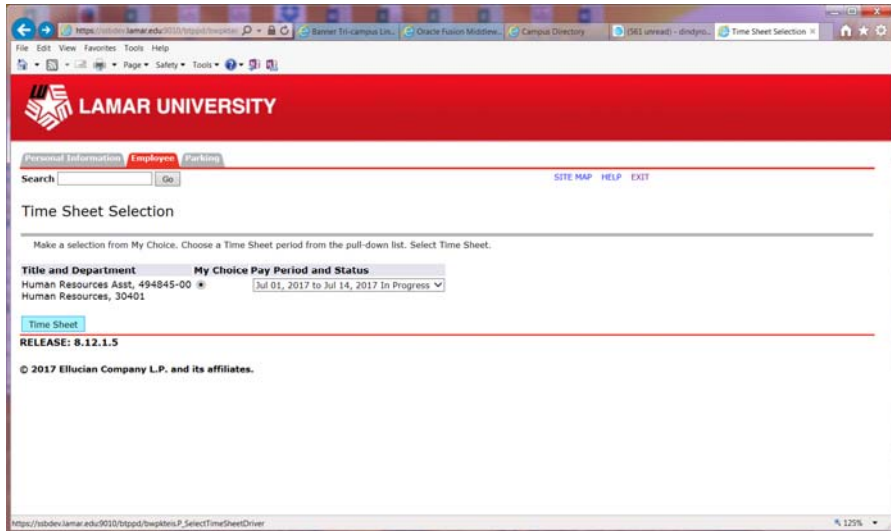 https://ssbdev.lamar.edu:9010/btppd/bwpktei
Banner Tri-campus Lin...
Oracle Fusion Middlew...
Campus Directory
(561 unread) - dindyro...
Time Sheet Selection
File Edit View Favorites Tools Help
Page Safety Tools
LAMAR UNIVERSITY
Personal Information Employee Parking
Search Go SITE MAP HELP EXIT
Time Sheet Selection
Make a selection from My Choice. Choose a Time Sheet period from the pull-down list. Select Time Sheet.
Title and Department My Choice Pay Period and Status
Human Resources Asst, 494845-00 Jul 01, 2017 to Jul 14, 2017 In Progress
Human Resources, 30401
Time Sheet
RELEASE: 8.12.1.5
© 2017 Ellucian Company L.P. and its affiliates.
https://ssbdev.lamar.edu:9010/btppd/bwpkteis.P_SelectTimeSheetDriver 125%